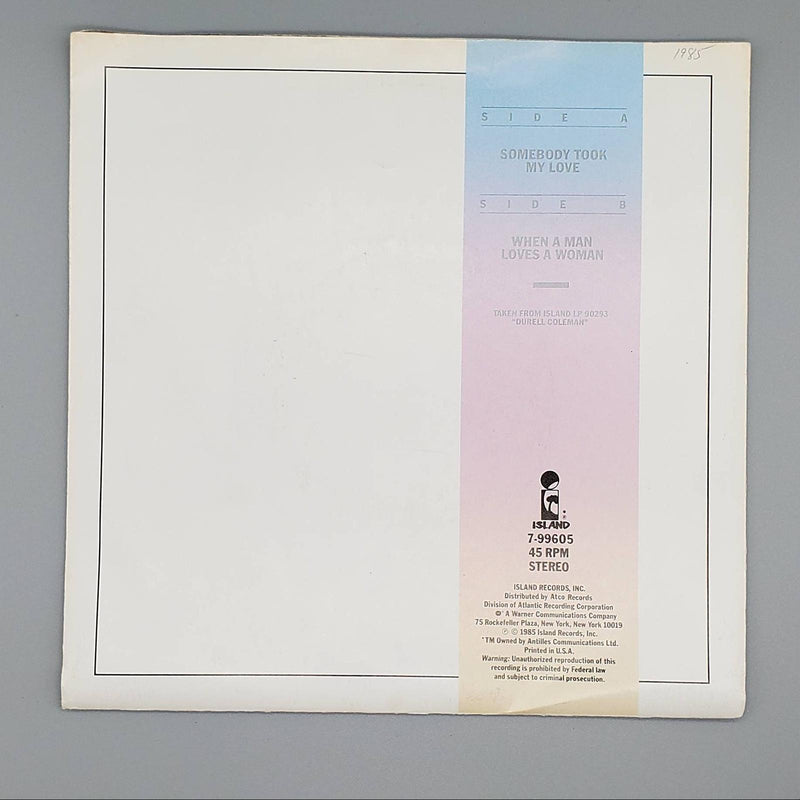 1985
SIDE A
SOMEBODY TOOK
MY LOVE
SIDE B
WHEN A MAN
LOVES A WOMAN
TAKEN FROM ISLAND LP 90293
"DURELL COLEMAN"
ISLAND®
7-99605
45 RPM
STEREO
ISLAND RECORDS, INC.
Distributed by Atco Records
Division of Atlantic Recording Corporation
A Warner Communications Company
75 Rockefeller Plaza, New York, New York 10019
℗ © 1985 Island Records, Inc.
*TM Owned by Antilles Communications Ltd.
Printed in U.S.A.
Warning: Unauthorized reproduction of this
recording is prohibited by Federal law
and subject to criminal prosecution.